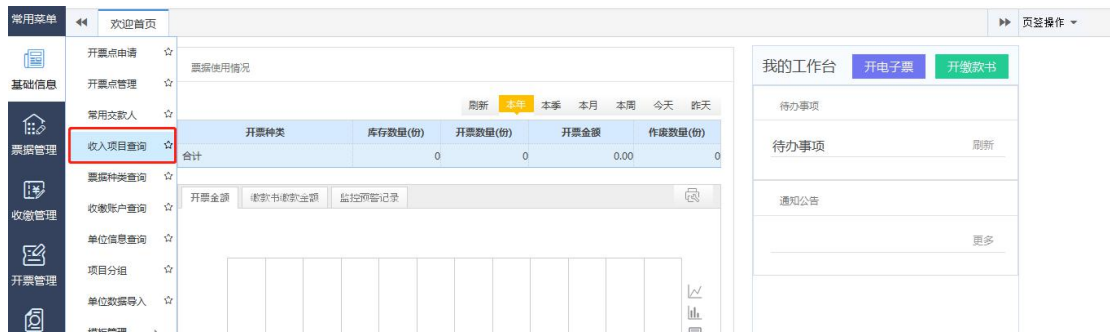 常用菜单
欢迎首页
页签操作
基础信息
票据管理
收缴管理
开票管理
开票点申请
开票点管理
常用交款人
收入项目查询
票据种类查询
收缴账户查询
单位信息查询
项目分组
单位数据导入
模板管理
票据使用情况
刷新 本年 本季 本月 本周 今天 昨天
开票种类 库存数量(份) 开票数量(份) 开票金额 作废数量(份)
合计 0 0 0.00 0
开票金额 缴款书缴款金额 监控预警记录
我的工作台 开电子票 开缴款书
待办事项
待办事项 刷新
通知公告
更多